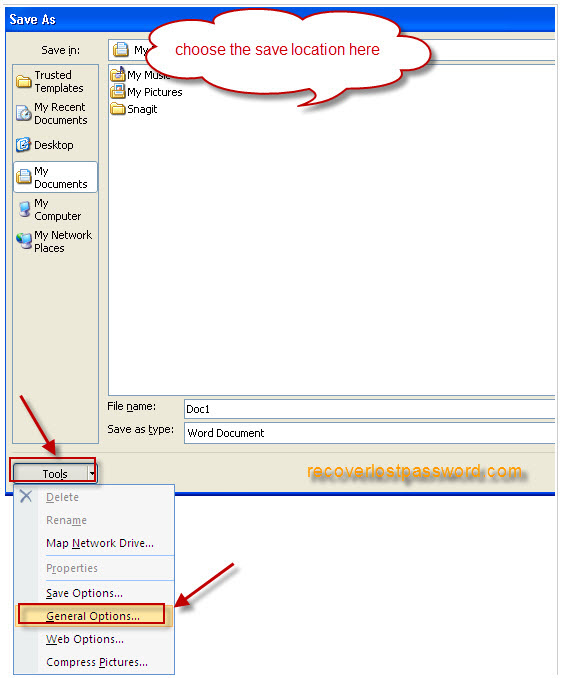 Save As
Save in:
My
choose the save location here
Trusted
Templates
My Recent
Documents
Desktop
My
Documents
My
Computer
My Network
Places
My Music
My Pictures
Snagit
File name:
Doc1
Save as type:
Word Document
Tools
recoverlostpassword.com
Delete
Rename
Map Network Drive...
Properties
Save Options...
General Options...
Web Options...
Compress Pictures...